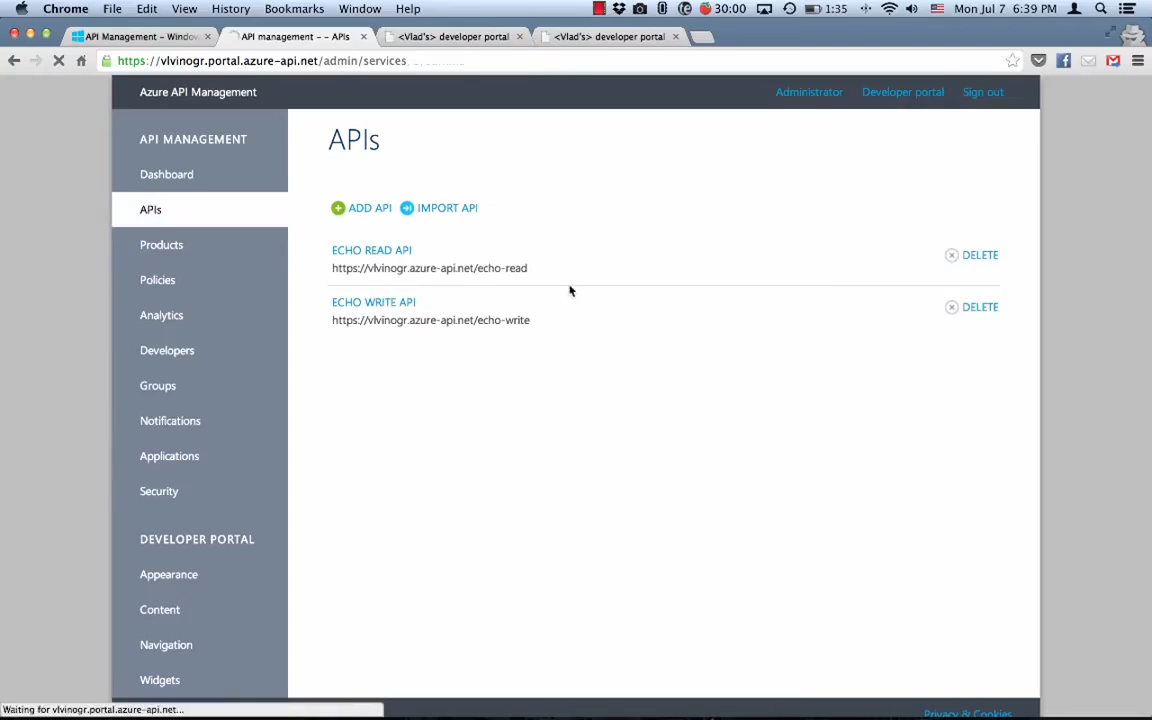 Chrome File Edit View History Bookmarks Window Help 30:00 1:35 Mon Jul 7 6:39 PM
API Management - Window API management - - APIs <Vlad's> developer portal <Vlad's> developer portal
https://vlvinogr.portal.azure-api.net/admin/services
Azure API Management Administrator Developer portal Sign out
API MANAGEMENT
Dashboard
APIs
Products
Policies
Analytics
Developers
Groups
Notifications
Applications
Security
DEVELOPER PORTAL
Appearance
Content
Navigation
Widgets
APIs
ADD API IMPORT API
ECHO READ API
https://vlvinogr.azure-api.net/echo-read
DELETE
ECHO WRITE API
https://vlvinogr.azure-api.net/echo-write
DELETE
Waiting for vlvinogr.portal.azure-api.net...
Privacy & Cookies